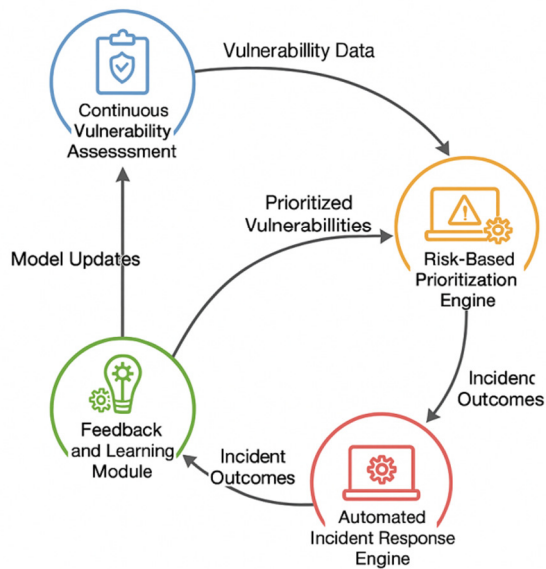 Vulnerabillity Data
Continuous
Vulnerability
Assesssment
Prioritized
Vulnerabillities
Risk-Based
Prioritization
Engine
Model Updates
Incidenc
Outcomes
Feedback
and Learning
Module
Incident
Outcomes
Automated
Incident Response
Engine